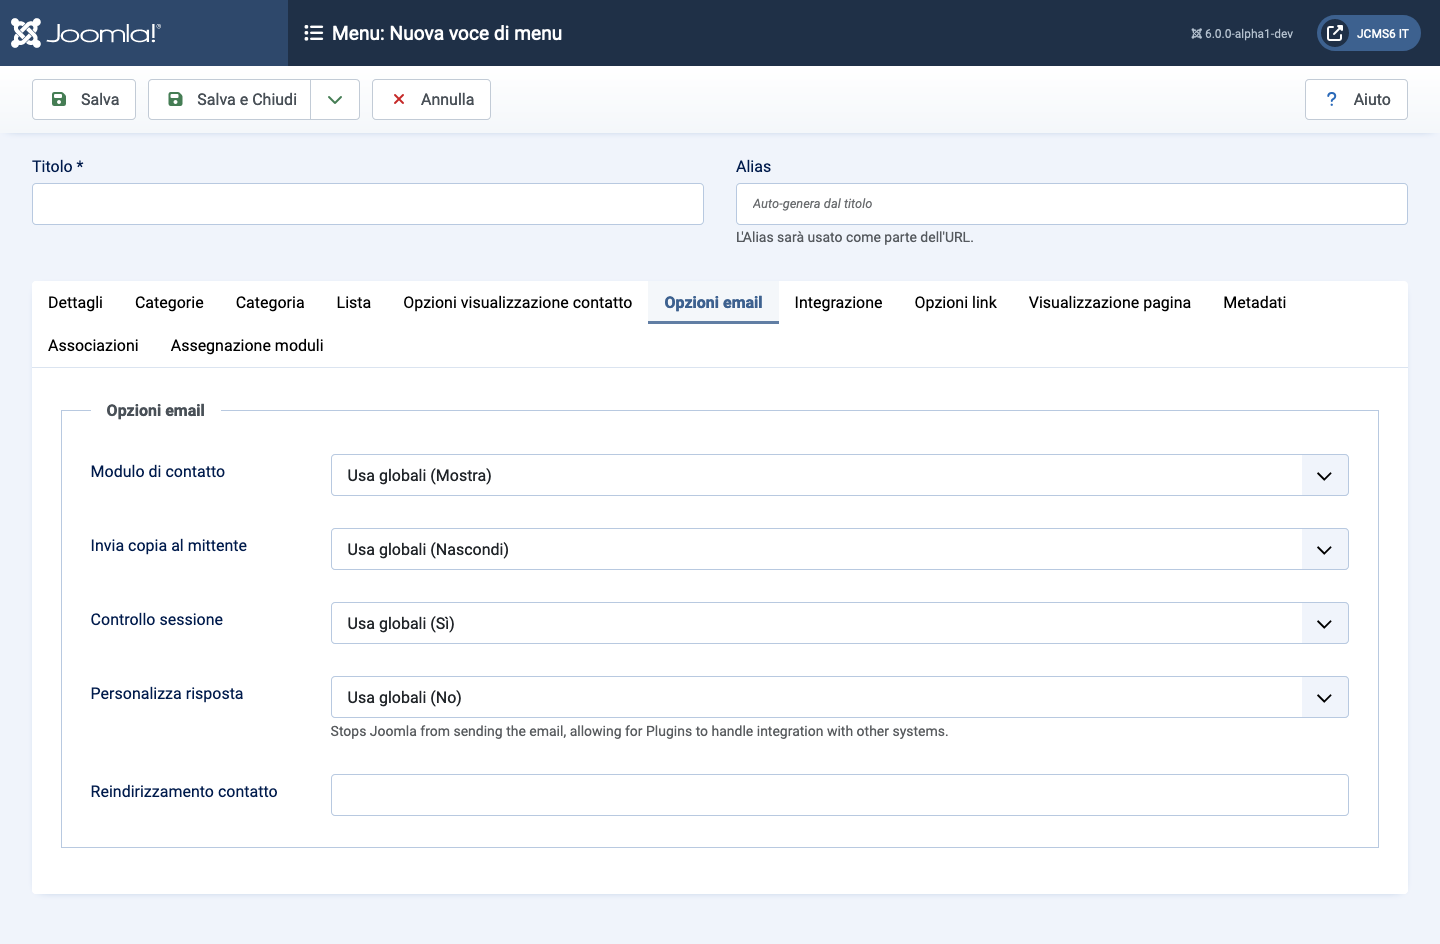 Joomla!®
Menu: Nuova voce di menu
6.0.0-alpha1-dev
JCMS6 IT
Salva
Salva e Chiudi
Annulla
? Aiuto
Titolo *
Alias
Auto-genera dal titolo
L'Alias sarà usato come parte dell'URL.
Dettagli Categorie Categoria Lista Opzioni visualizzazione contatto Opzioni email Integrazione Opzioni link Visualizzazione pagina Metadati
Associazioni Assegnazione moduli
Opzioni email
Modulo di contatto
Usa globali (Mostra)
Invia copia al mittente
Usa globali (Nascondi)
Controllo sessione
Usa globali (Sì)
Personalizza risposta
Usa globali (No)
Stops Joomla from sending the email, allowing for Plugins to handle integration with other systems.
Reindirizzamento contatto